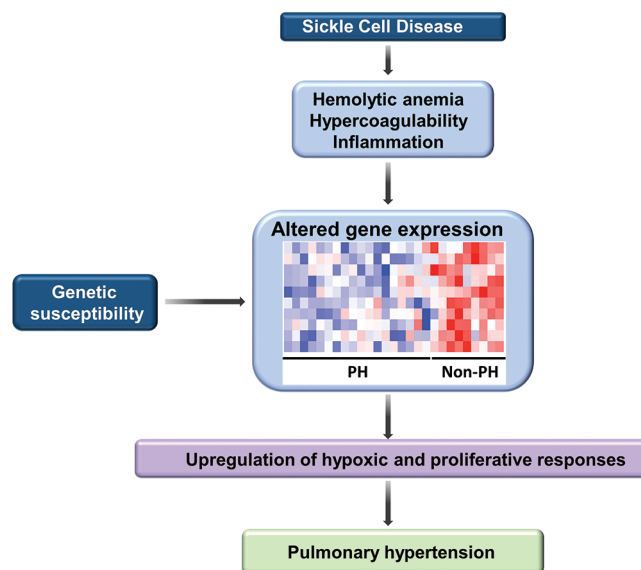 Sickle Cell Disease
Hemolytic anemia
Hypercoagulability
Inflammation
Altered gene expression
Genetic
susceptibility
PH
Non-PH
Upregulation of hypoxic and proliferative responses
Pulmonary hypertension